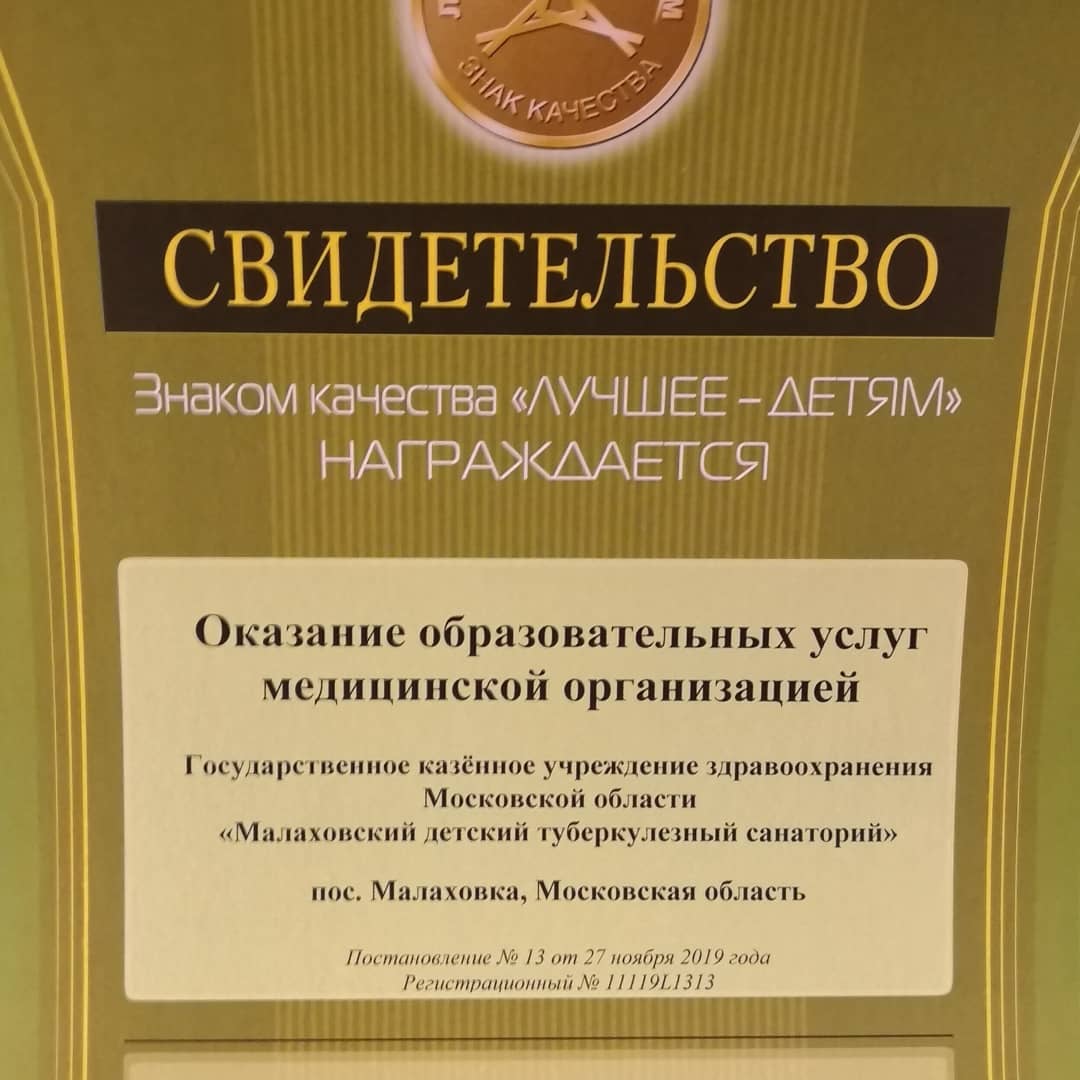 ЗНАК КАЧЕСТВА
СВИДЕТЕЛЬСТВО
Знаком качества «ЛУЧШЕЕ – ДЕТЯМ»
НАГРАЖДАЕТСЯ
Оказание образовательных услуг
медицинской организацией
Государственное казённое учреждение здравоохранения
Московской области
«Малаховский детский туберкулезный санаторий»
пос. Малаховка, Московская область
Постановление № 13 от 27 ноября 2019 года
Регистрационный № 11119L1313